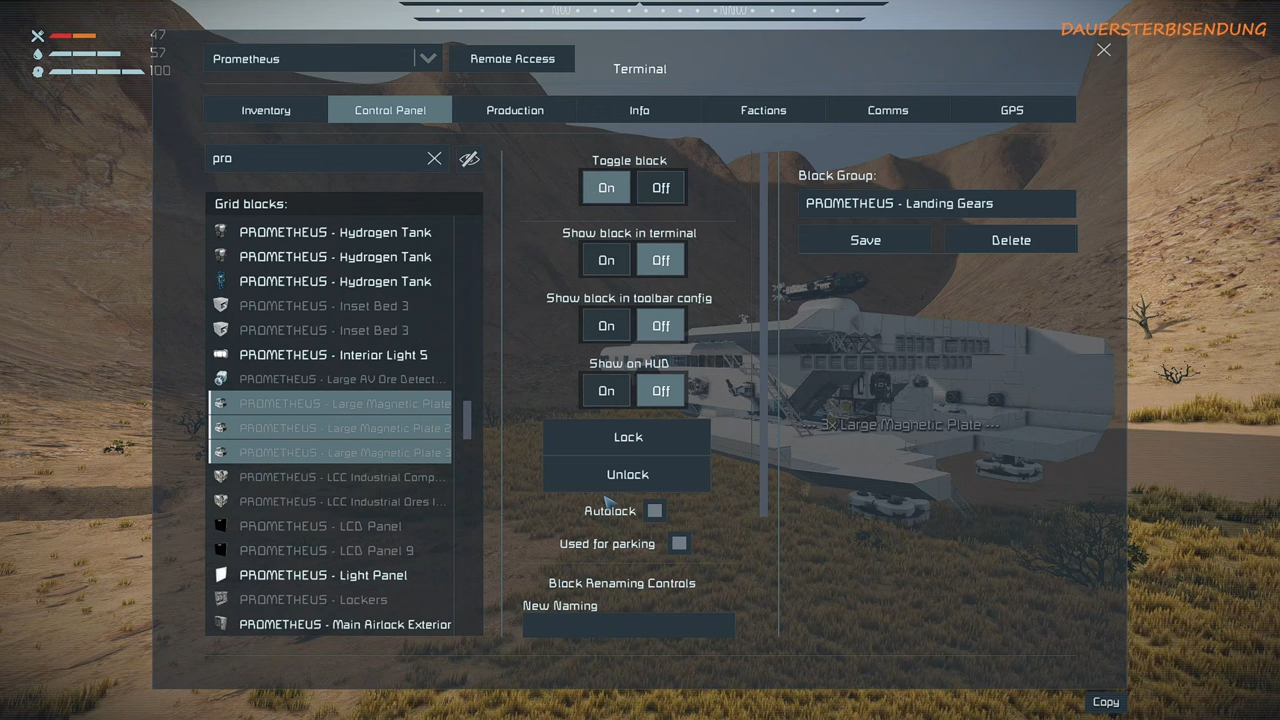 NW
NNW
DAUERSTERBISENDUNG
47
57
100
Prometheus
Remote Access
Terminal
Inventory
Control Panel
Production
Info
Factions
Comms
GPS
pro
Grid blocks:
PROMETHEUS - Hydrogen Tank
PROMETHEUS - Hydrogen Tank
PROMETHEUS - Hydrogen Tank
PROMETHEUS - Inset Bed 3
PROMETHEUS - Inset Bed 3
PROMETHEUS - Interior Light 5
PROMETHEUS - Large AV Ore Detect...
PROMETHEUS - Large Magnetic Plate
PROMETHEUS - Large Magnetic Plate 2
PROMETHEUS - Large Magnetic Plate 3
PROMETHEUS - LCC Industrial Comp...
PROMETHEUS - LCC Industrial Ores I...
PROMETHEUS - LCD Panel
PROMETHEUS - LCD Panel 9
PROMETHEUS - Light Panel
PROMETHEUS - Lockers
PROMETHEUS - Main Airlock Exterior
Toggle block
On Off
Show block in terminal
On Off
Show block in toolbar config
On Off
Show on HUD
On Off
Lock
Unlock
Autolock
Used for parking
Block Renaming Controls
New Naming
Block Group:
PROMETHEUS - Landing Gears
Save
Delete
--- 3x Large Magnetic Plate ---
Copy